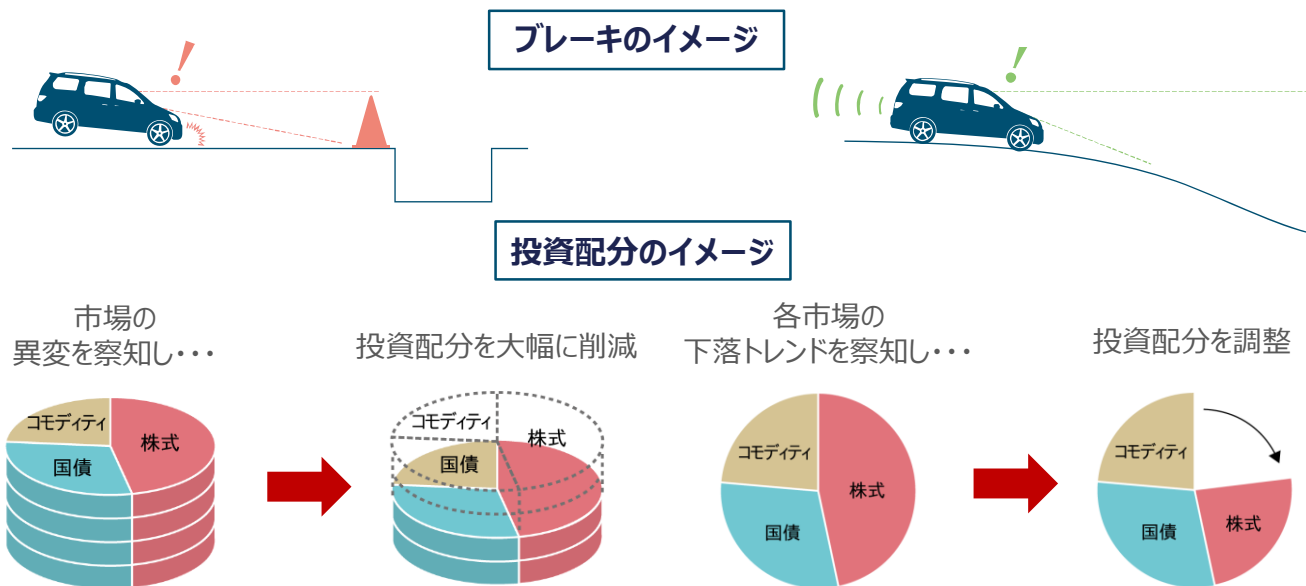 ブレーキのイメージ
投資配分のイメージ
市場の
異変を察知し・・・
投資配分を大幅に削減
各市場の
下落トレンドを察知し・・・
投資配分を調整
コモディティ
株式
国債
コモディティ
株式
国債
コモディティ
株式
国債
コモディティ
株式
国債